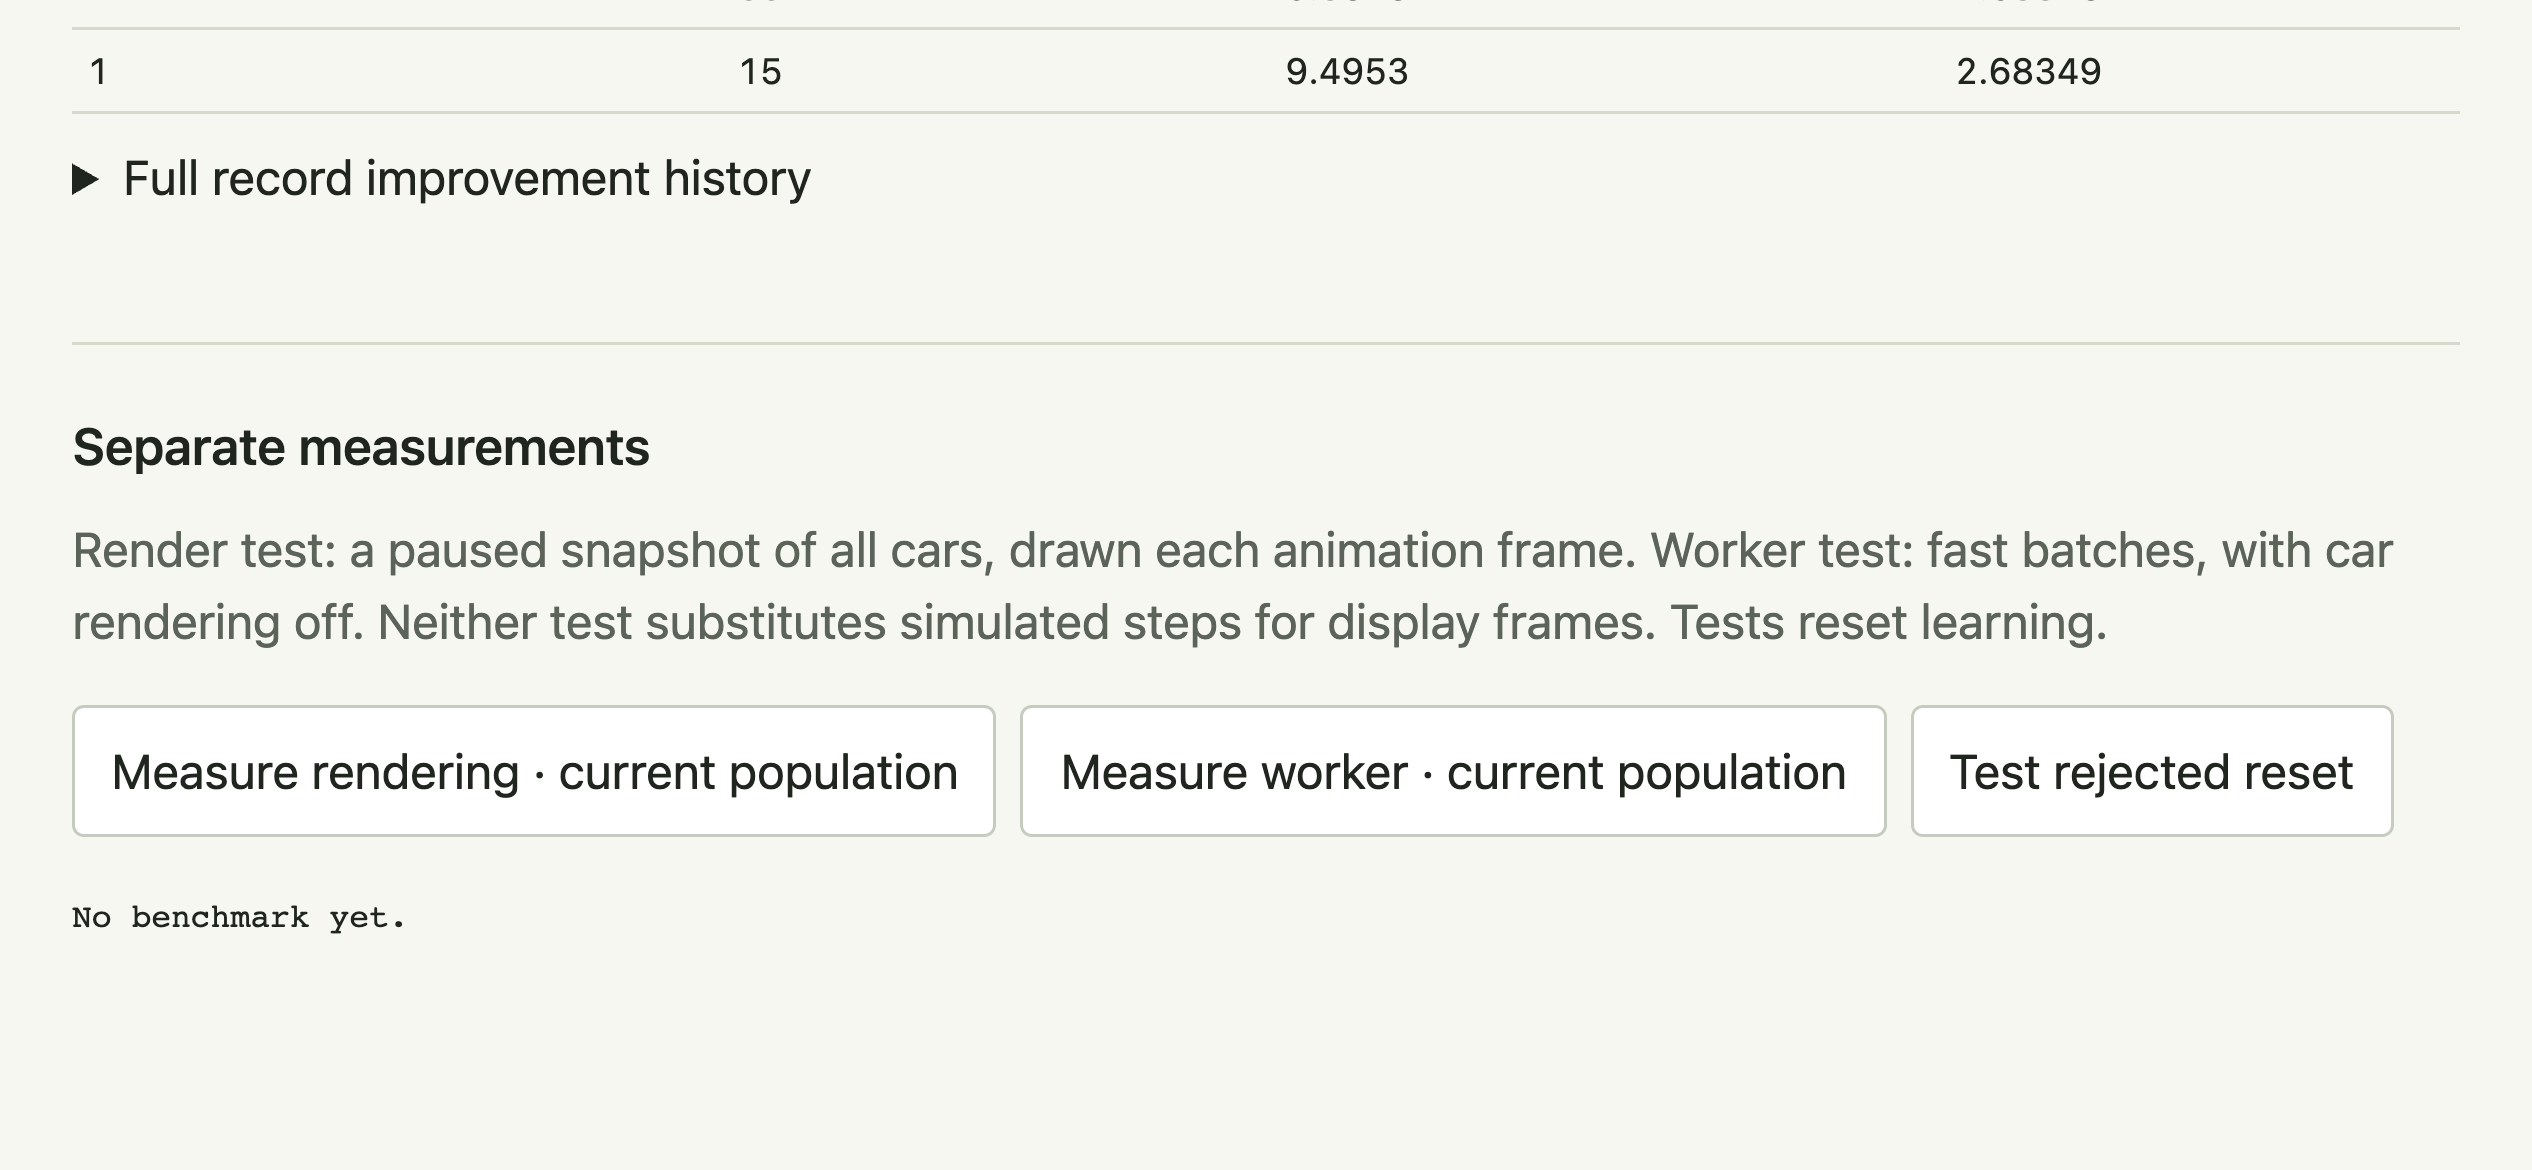 1 15 9.4953 2.68349
▶ Full record improvement history
Separate measurements
Render test: a paused snapshot of all cars, drawn each animation frame. Worker test: fast batches, with car
rendering off. Neither test substitutes simulated steps for display frames. Tests reset learning.
Measure rendering · current population Measure worker · current population Test rejected reset
No benchmark yet.